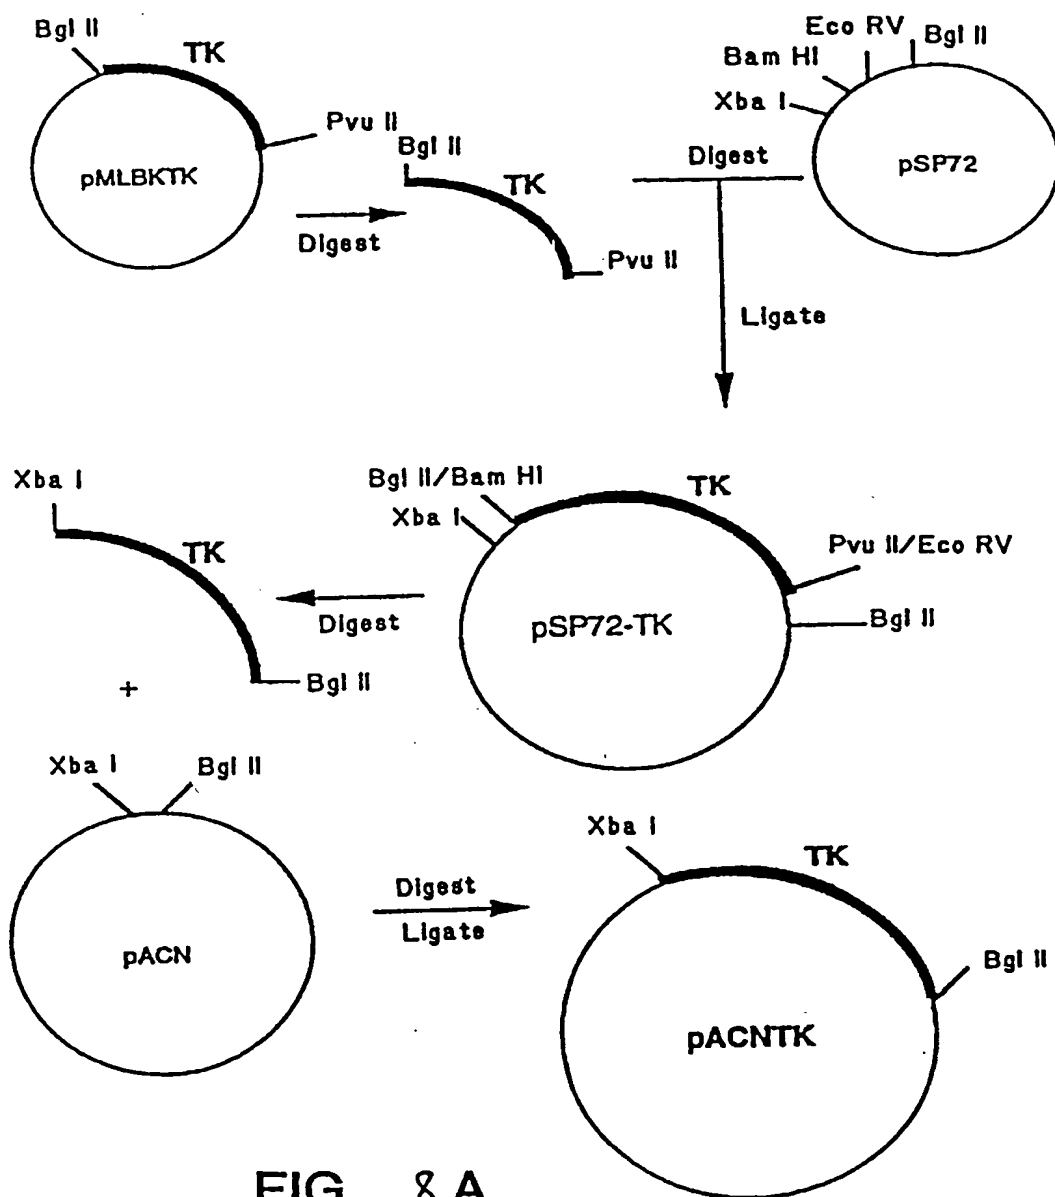 Bgl II
TK
Pvu II
pMLBKTK
Digest
Bgl II
TK
Pvu II
Digest
Ligate
Xba I
Bam HI
Eco RV
Bgl II
pSP72
Bgl II/Bam HI
Xba I
TK
Pvu II/Eco RV
Bgl II
pSP72-TK
Digest
Xba I
TK
Bgl II
+
Xba I
Bgl II
pACN
Digest
Ligate
Xba I
TK
Bgl II
pACNTK
FIG. 8A